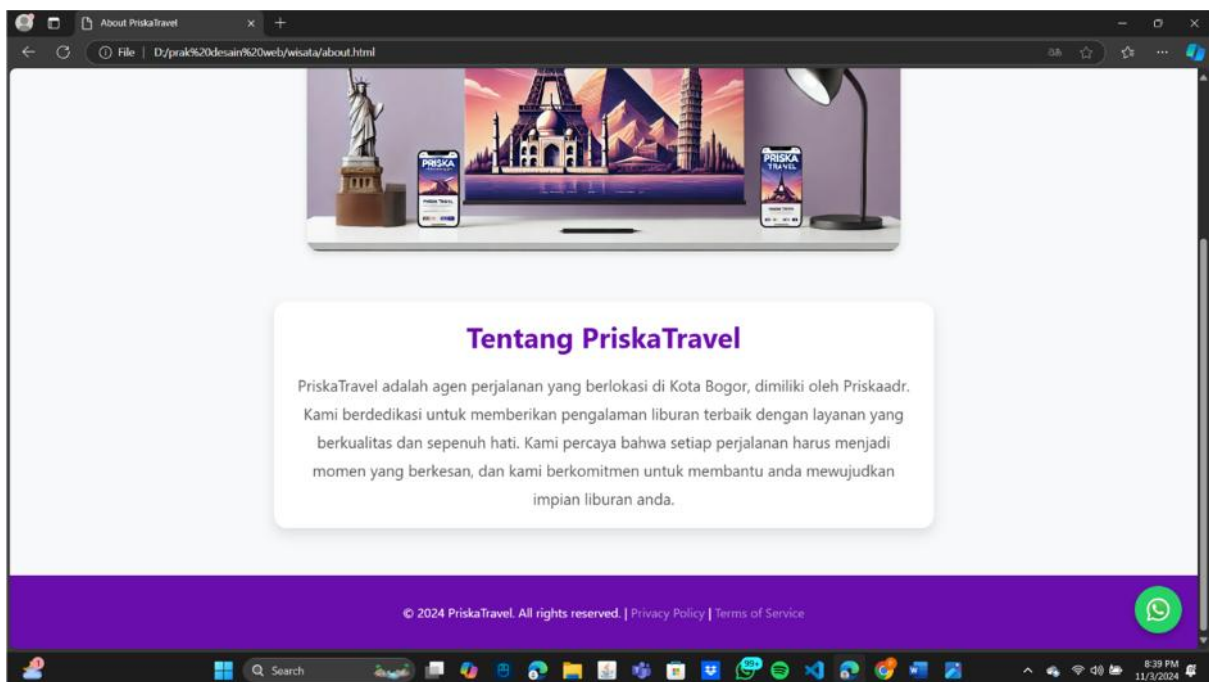 About PriskaTravel
File | D:/prak%20desain%20web/wisata/about.html
PRISKA
PRISKA
TRAVEL
Tentang PriskaTravel
PriskaTravel adalah agen perjalanan yang berlokasi di Kota Bogor, dimiliki oleh Priskaadr.
Kami berdedikasi untuk memberikan pengalaman liburan terbaik dengan layanan yang
berkualitas dan sepenuh hati. Kami percaya bahwa setiap perjalanan harus menjadi
momen yang berkesan, dan kami berkomitmen untuk membantu anda mewujudkan
impian liburan anda.
© 2024 PriskaTravel. All rights reserved. | Privacy Policy | Terms of Service
Search
99+
8:39 PM
11/3/2024